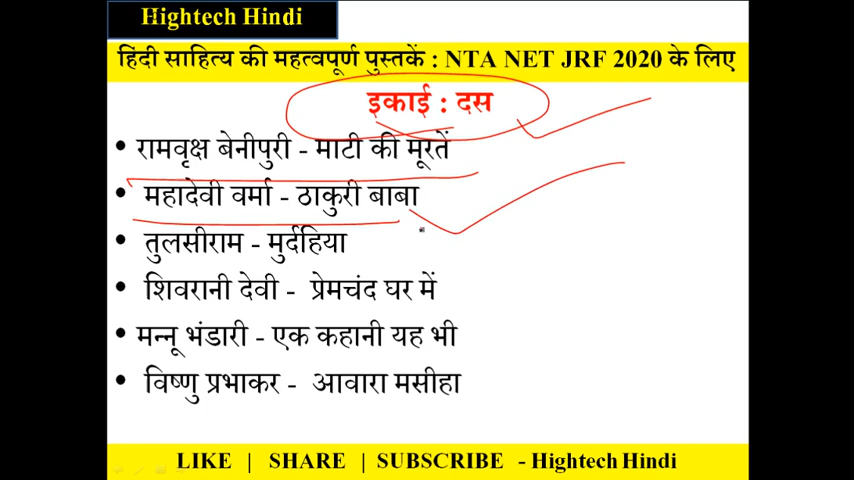 Hightech Hindi
हिंदी साहित्य की महत्वपूर्ण पुस्तकें : NTA NET JRF 2020 के लिए
इकाई : दस
• रामवृक्ष बेनीपुरी - माटी की मूरतें
• महादेवी वर्मा - ठाकुरी बाबा
• तुलसीराम - मुर्दहिया
• शिवरानी देवी - प्रेमचंद घर में
• मन्नू भंडारी - एक कहानी यह भी
• विष्णु प्रभाकर - आवारा मसीहा
LIKE | SHARE | SUBSCRIBE - Hightech Hindi